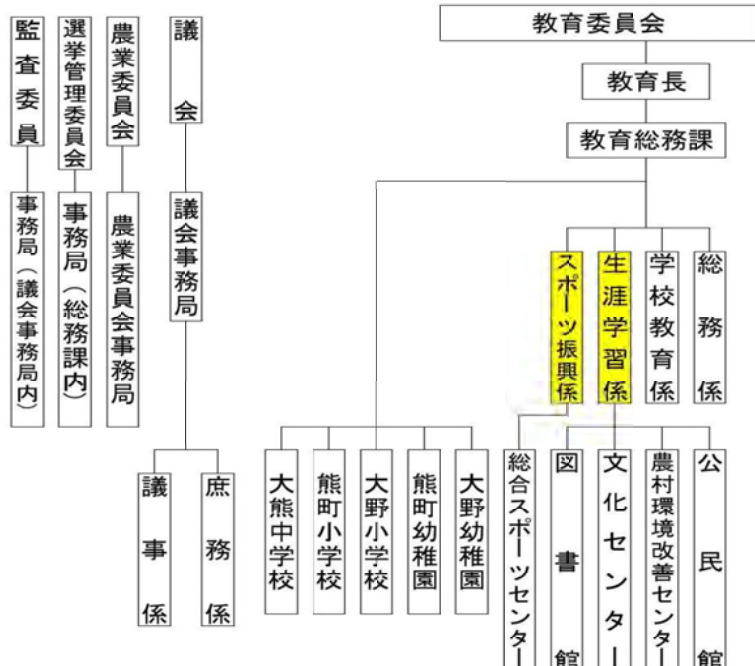 教育委員会
教育長
教育総務課
総務係
学校教育係
生涯学習係
スポーツ振興係
公民館
農村環境改善センター
文化センター
図書館
総合スポーツセンター
大野幼稚園
熊町幼稚園
大野小学校
熊町小学校
大熊中学校
議会
議会事務局
庶務係
議事係
農業委員会
農業委員会事務局
選挙管理委員会
事務局(総務課内)
監査委員
事務局(議会事務局内)